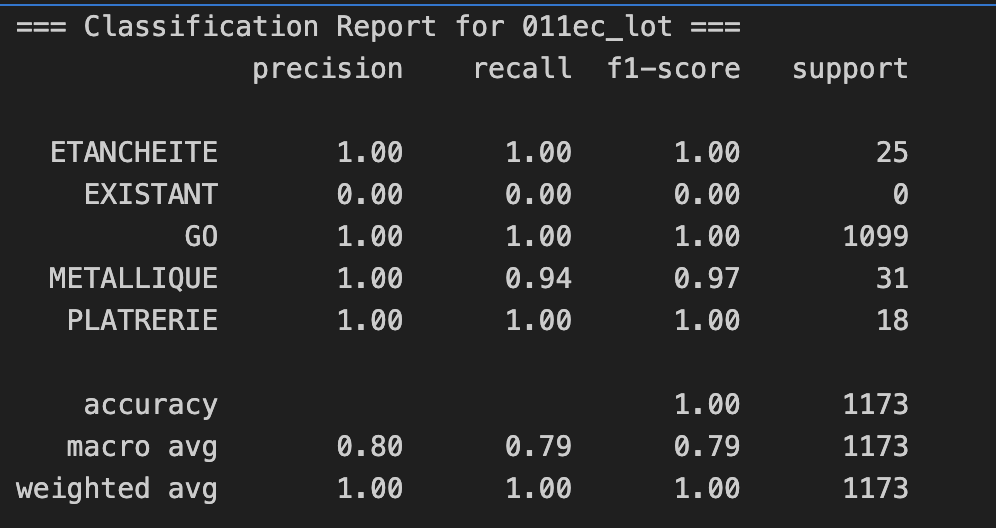 === Classification Report for 011ec_lot ===
precision recall f1-score support
ETANCHEITE 1.00 1.00 1.00 25
EXISTANT 0.00 0.00 0.00 0
GO 1.00 1.00 1.00 1099
METALLIQUE 1.00 0.94 0.97 31
PLATRERIE 1.00 1.00 1.00 18
accuracy 1.00 1173
macro avg 0.80 0.79 0.79 1173
weighted avg 1.00 1.00 1.00 1173